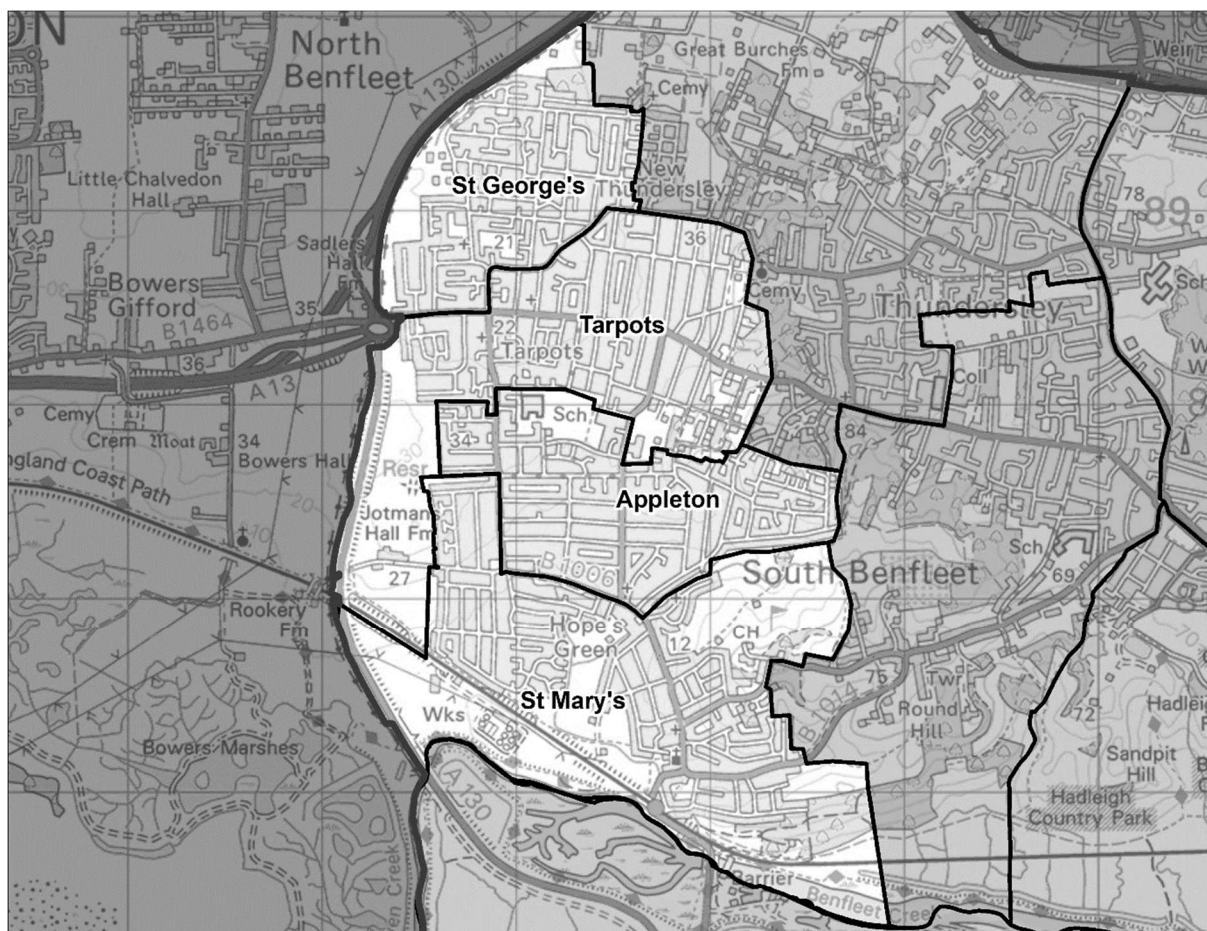 ON
North
Benfleet
A130
Great Burches
Fm
Cemy
Weir
Little Chalvedon
Hall
St George's
New
Thundersley
A 129
78
89
Sadlers
Hall
Fm
21
36
Cemy
Sch
Bowers
Gifford
B1464
35
Thundersley
22
Tarpots
Tarpots
36
A13
Coll
Cemy
Crem
Moat
34
Bowers Hall
Sch
34
84
ngland Coast Path
Resr
Appleton
Jotmans
Hall Fm
10
27
B1006
South Benfleet
Sch
69
Rookery
Fm
Hope's
Green
12
CH
70
St Mary's
75
Twr
B 1014
Round
Hill
72
Wks
Bowers Marshes
Sandpit
Hill
A130
Hadleigh
Country Park
Barrier
Benfleet Creek